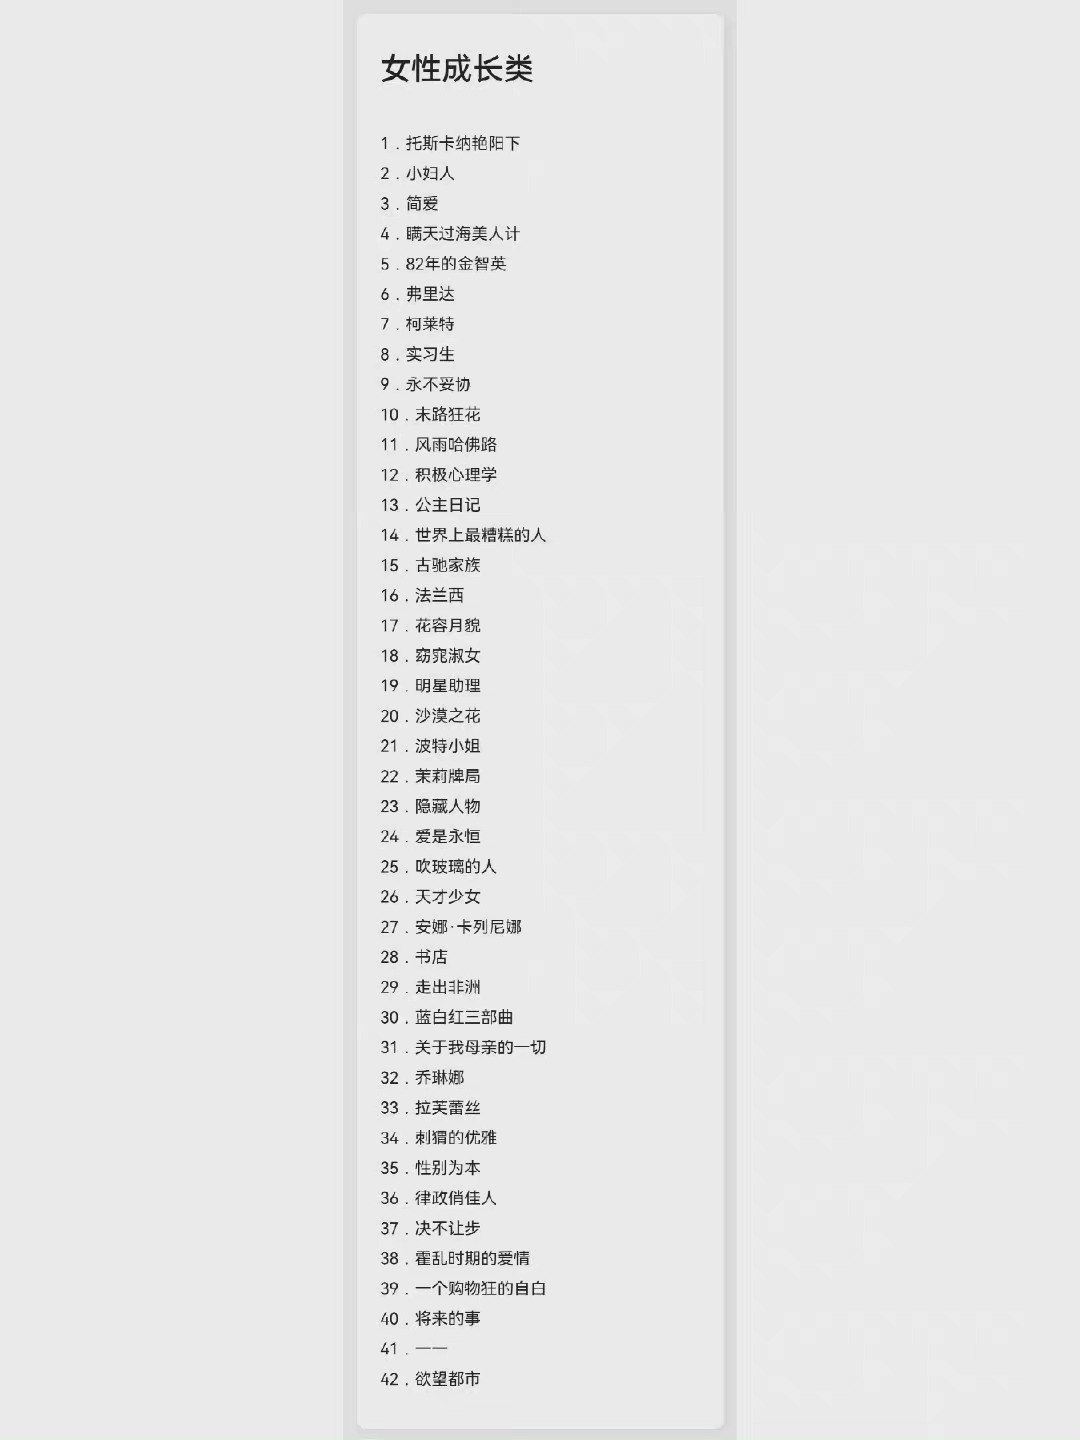 女性成长类
1 . 托斯卡纳艳阳下
2 . 小妇人
3 . 简爱
4 . 瞒天过海美人计
5 . 82年的金智英
6 . 弗里达
7 . 柯莱特
8 . 实习生
9 . 永不妥协
10 . 末路狂花
11 . 风雨哈佛路
12 . 积极心理学
13 . 公主日记
14 . 世界上最糟糕的人
15 . 古驰家族
16 . 法兰西
17 . 花容月貌
18 . 窈窕淑女
19 . 明星助理
20 . 沙漠之花
21 . 波特小姐
22 . 茉莉牌局
23 . 隐藏人物
24 . 爱是永恒
25 . 吹玻璃的人
26 . 天才少女
27 . 安娜·卡列尼娜
28 . 书店
29 . 走出非洲
30 . 蓝白红三部曲
31 . 关于我母亲的一切
32 . 乔琳娜
33 . 拉芙蕾丝
34 . 刺猬的优雅
35 . 性别为本
36 . 律政俏佳人
37 . 决不让步
38 . 霍乱时期的爱情
39 . 一个购物狂的自白
40 . 将来的事
41 . 一一
42 . 欲望都市